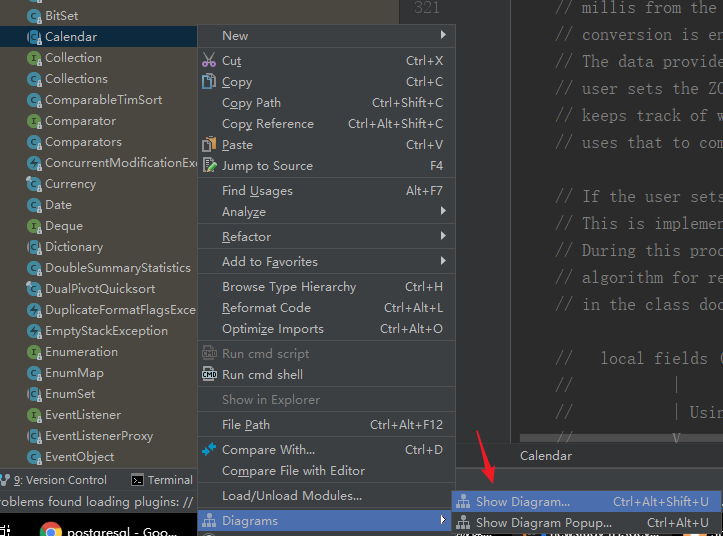 BitSet
Calendar
Collection
Collections
ComparableTimSort
Comparator
Comparators
ConcurrentModificationExc
Currency
Date
Deque
Dictionary
DoubleSummaryStatistics
DualPivotQuicksort
DuplicateFormatFlagsExce
EmptyStackException
Enumeration
EnumMap
EnumSet
EventListener
EventListenerProxy
EventObject
9: Version Control
Terminal
roblems found loading plugins: //
postgresql - Goo...
New
Cut Ctrl+X
Copy Ctrl+C
Copy Path Ctrl+Shift+C
Copy Reference Ctrl+Alt+Shift+C
Paste Ctrl+V
Jump to Source F4
Find Usages Alt+F7
Analyze
Refactor
Add to Favorites
Browse Type Hierarchy Ctrl+H
Reformat Code Ctrl+Alt+L
Optimize Imports Ctrl+Alt+O
Run cmd script
Run cmd shell
Show in Explorer
File Path Ctrl+Alt+F12
Compare With... Ctrl+D
Compare File with Editor
Load/Unload Modules...
Diagrams
Show Diagram... Ctrl+Alt+Shift+U
Show Diagram Popup... Ctrl+Alt+U
321
// millis from the
// conversion is en
// The data provide
// user sets the ZO
// keeps track of w
// uses that to com
// If the user sets
// This is implemen
// During this proc
// algorithm for re
// in the class doc
// local fields (
// |
// | Usin
// V
Calendar